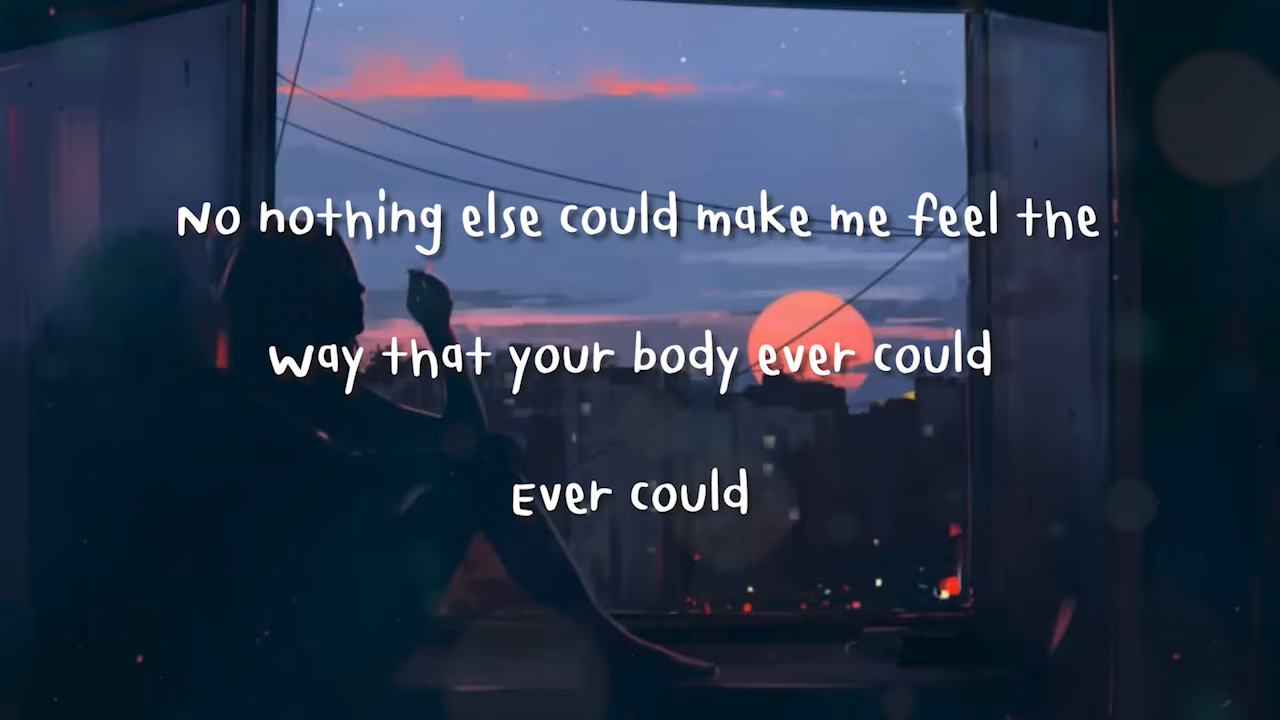 No nothing else could make me feel the
way that your body ever could
Ever could